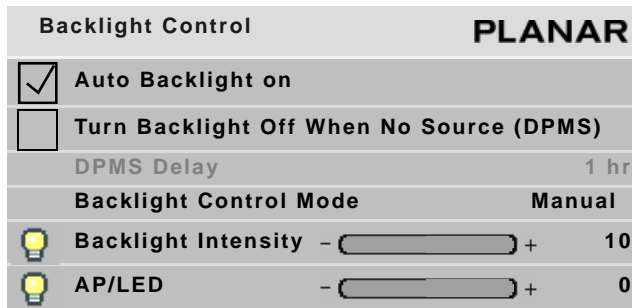 Backlight Control PLANAR
Auto Backlight on
Turn Backlight Off When No Source (DPMS)
DPMS Delay 1 hr
Backlight Control Mode Manual
Backlight Intensity - + 10
AP/LED - + 0